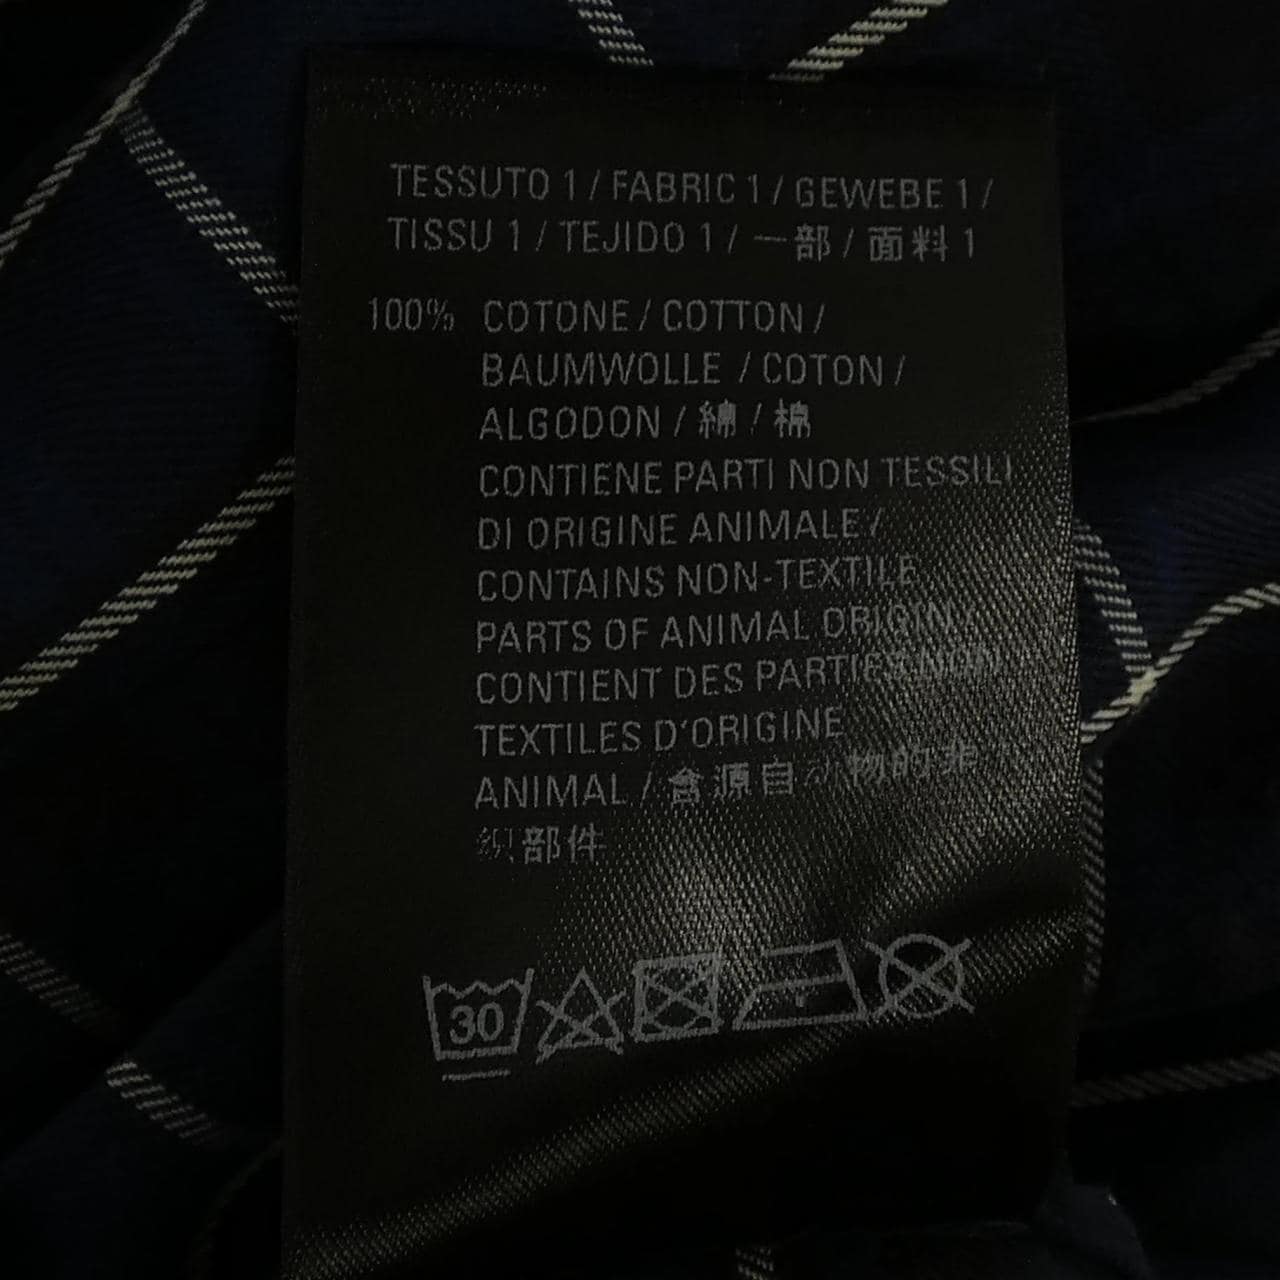 TESSUTO 1 / FABRIC 1 / GEWEBE 1 /
TISSU 1 / TEJIDO 1 / 一部 / 面料 1
100% COTONE / COTTON /
BAUMWOLLE / COTON /
ALGODON / 綿 / 棉
CONTIENE PARTI NON TESSILI
DI ORIGINE ANIMALE /
CONTAINS NON-TEXTILE
PARTS OF ANIMAL ORIGIN /
CONTIENT DES PARTIES NON
TEXTILES D'ORIGINE
ANIMAL / 含源自动物的非
织部件
30